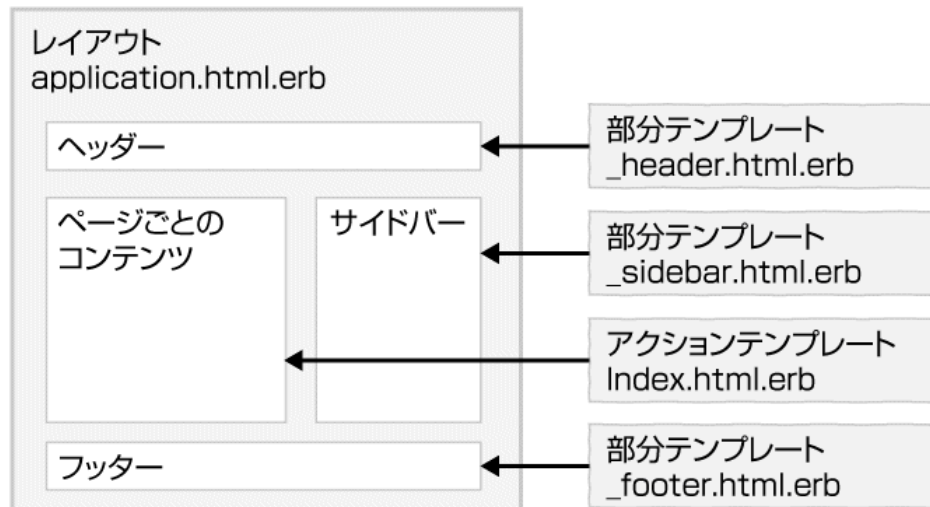 レイアウト
application.html.erb
ヘッダー
部分テンプレート
_header.html.erb
ページごとの
コンテンツ
サイドバー
部分テンプレート
_sidebar.html.erb
アクションテンプレート
Index.html.erb
フッター
部分テンプレート
_footer.html.erb